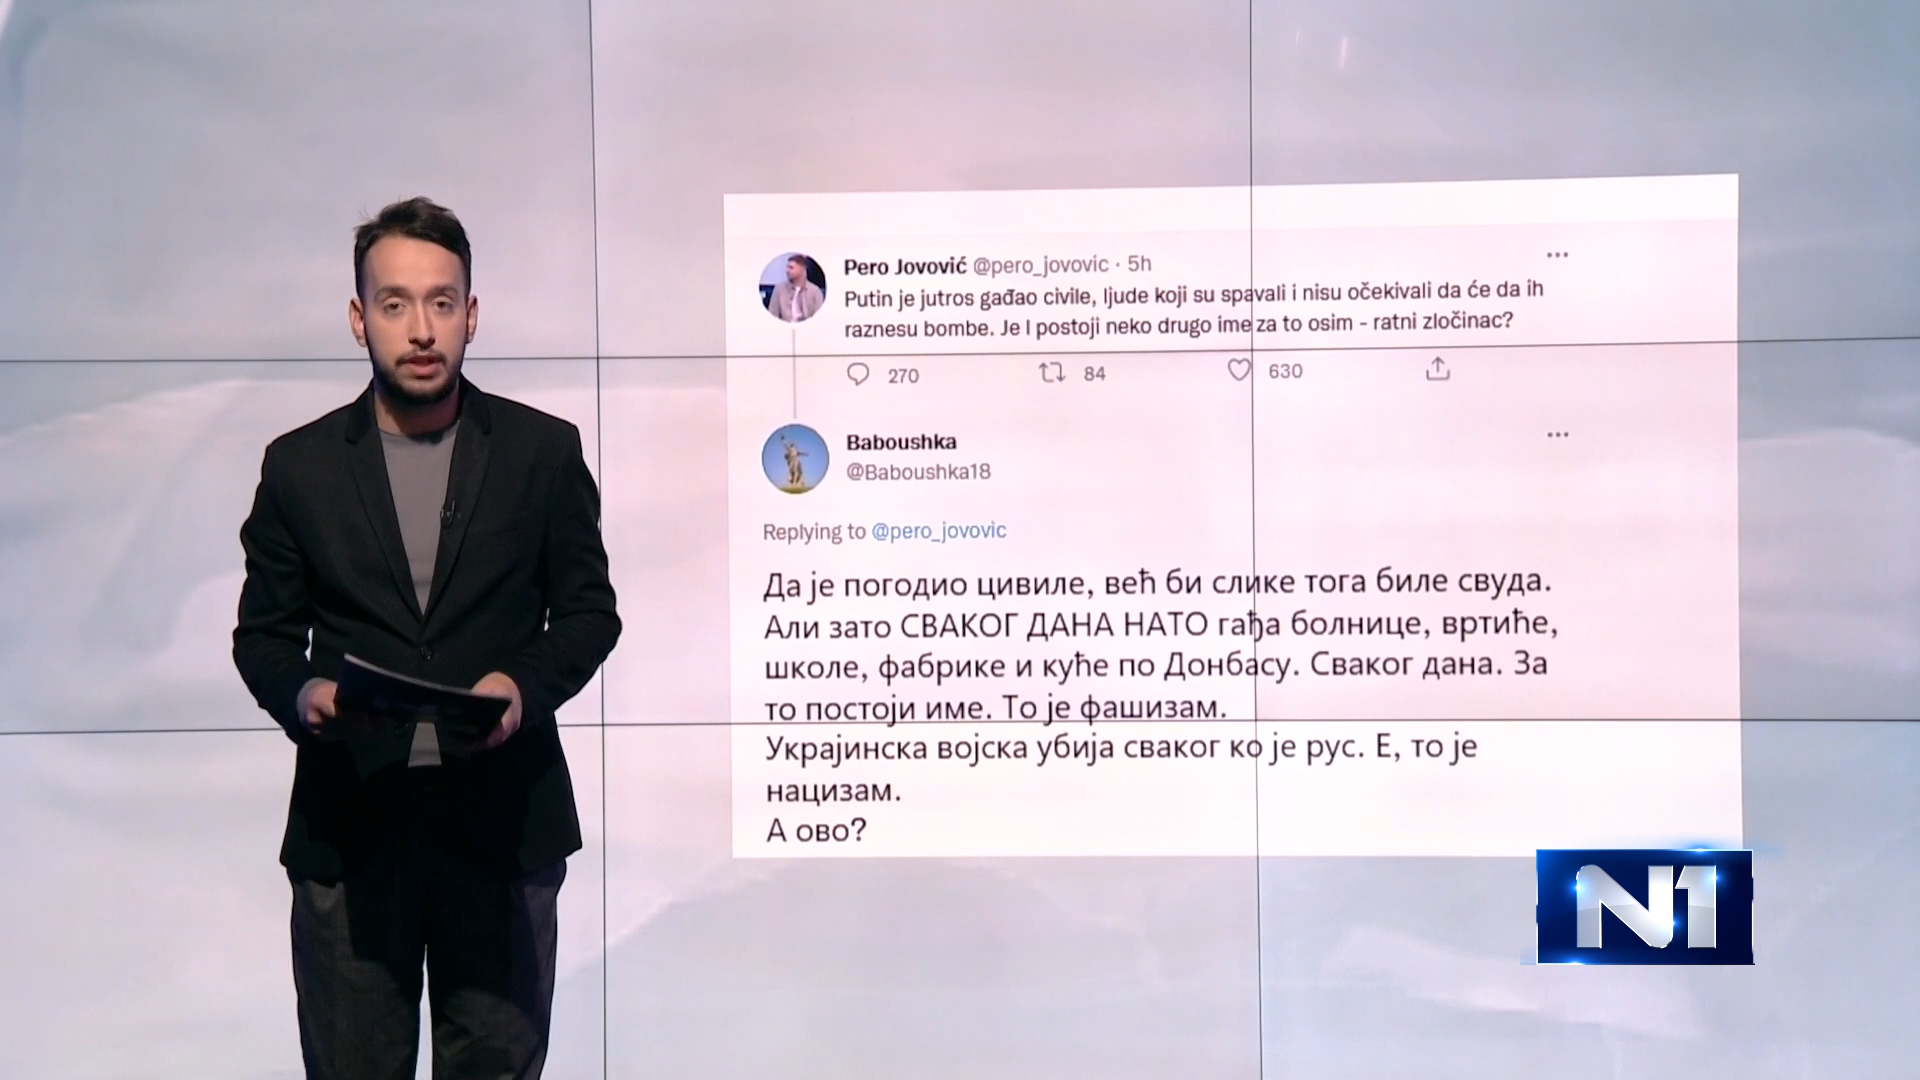 Pero Jovović @pero_jovovic · 5h
Putin je jutros gađao civile, ljude koji su spavali i nisu očekivali da će da ih
raznesu bombe. Je l postoji neko drugo ime za to osim - ratni zločinac?
270 84 630
Baboushka
@Baboushka18
Replying to @pero_jovovic
Да је погодио цивиле, већ би слике тога биле свуда.
Али зато СВАКОГ ДАНА НАТО гађа болнице, вртиће,
школе, фабрике и куће по Донбасу. Сваког дана. За
то постоји име. То је фашизам.
Украјинска војска убија сваког ко је рус. Е, то је
нацизам.
А ово?
N1